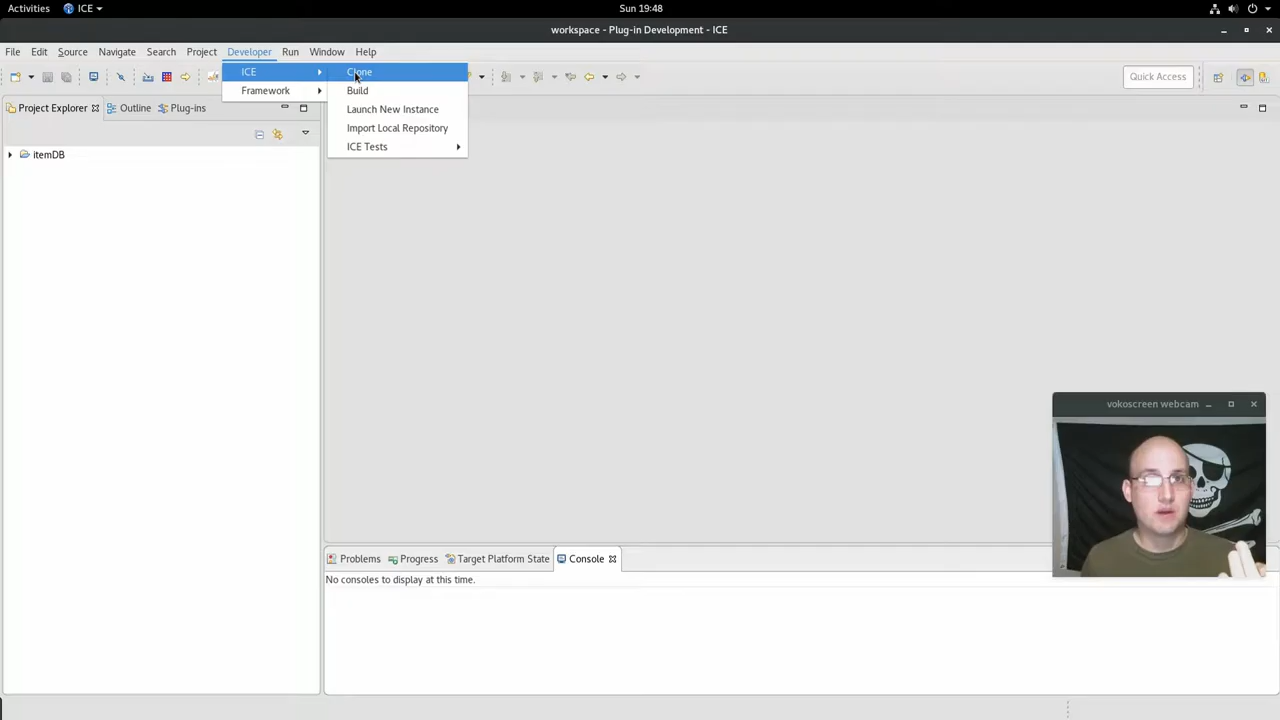 Activities ICE Sun 19:48
workspace - Plug-in Development - ICE
File Edit Source Navigate Search Project Developer Run Window Help
ICE Clone
Framework Build
Launch New Instance
Import Local Repository
ICE Tests
Quick Access
Project Explorer Outline Plug-ins
itemDB
vokoscreen webcam
Problems Progress Target Platform State Console
No consoles to display at this time.